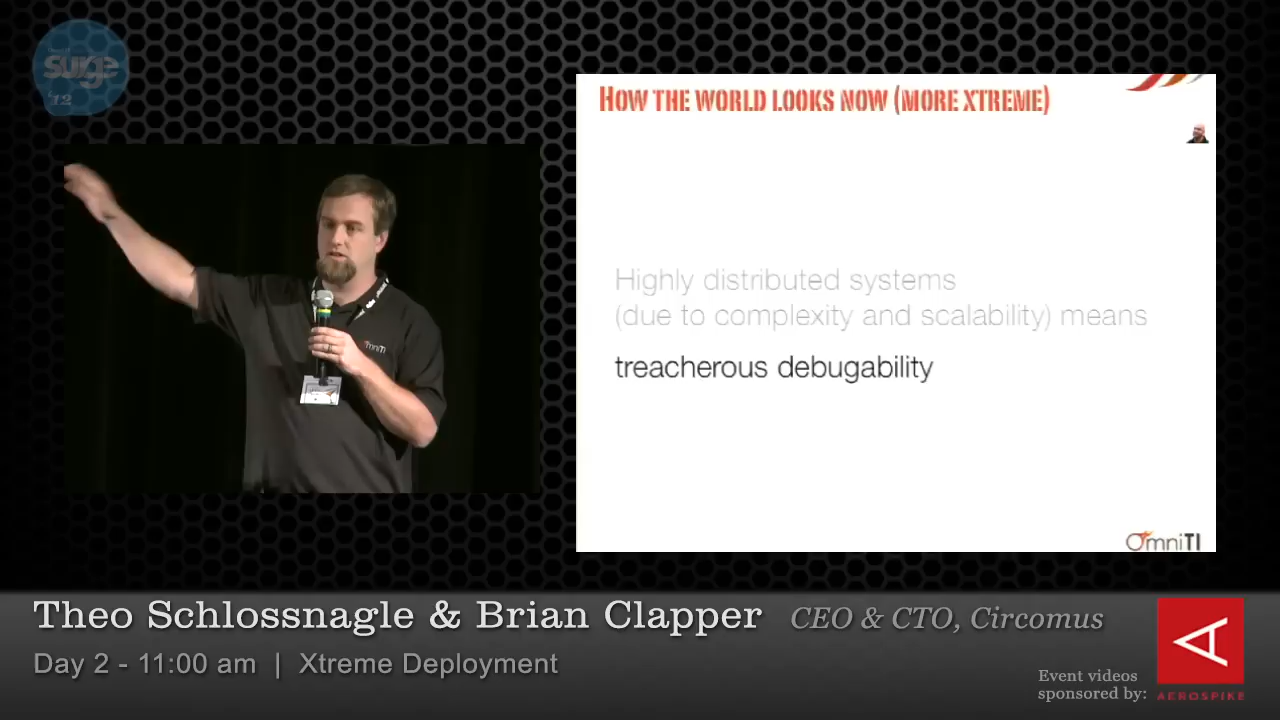 surge
'12
HOW THE WORLD LOOKS NOW (MORE XTREME)
Highly distributed systems
(due to complexity and scalability) means
treacherous debugability
OmniTI
OmniTI
Theo Schlossnagle & Brian Clapper CEO & CTO, Circomus
Day 2 - 11:00 am | Xtreme Deployment
Event videos
sponsored by:
AEROSPIKE